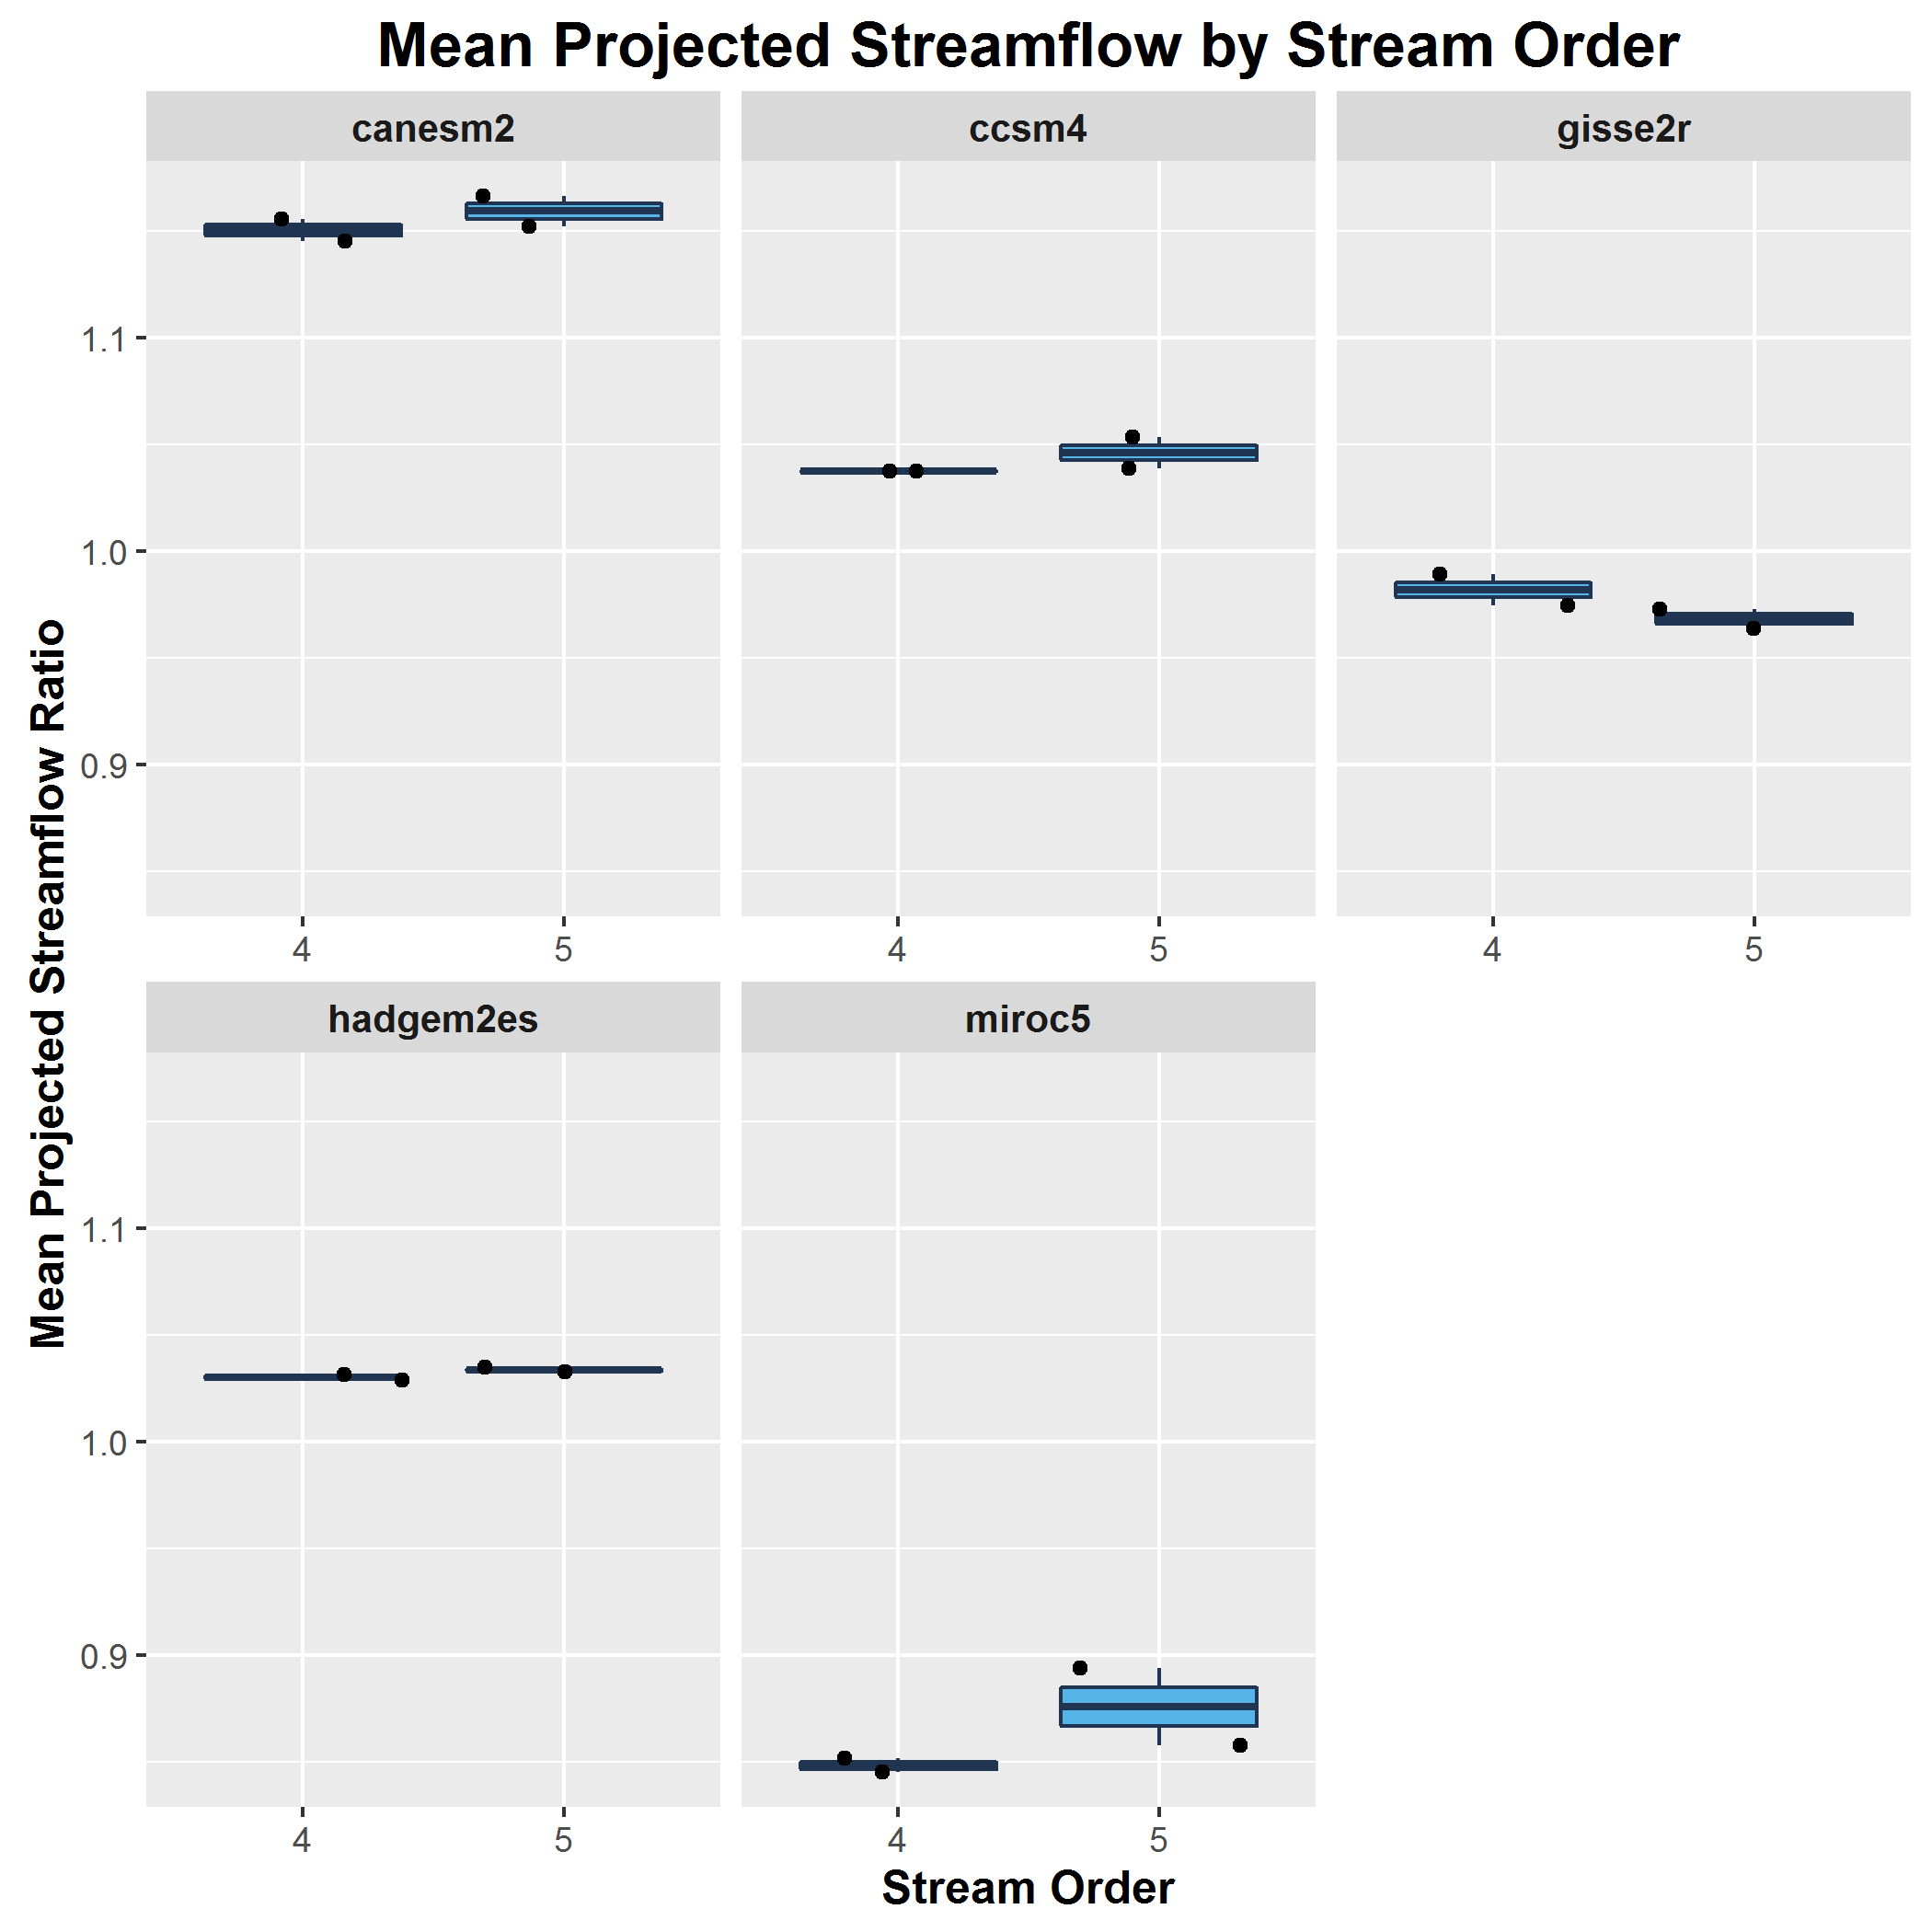 Mean Projected Streamflow by Stream Order
canesm2
ccsm4
gisse2r
1.1
1.0
0.9
4
5
4
5
4
5
Mean Projected Streamflow Ratio
hadgem2es
miroc5
1.1
1.0
0.9
4
5
4
5
Stream Order